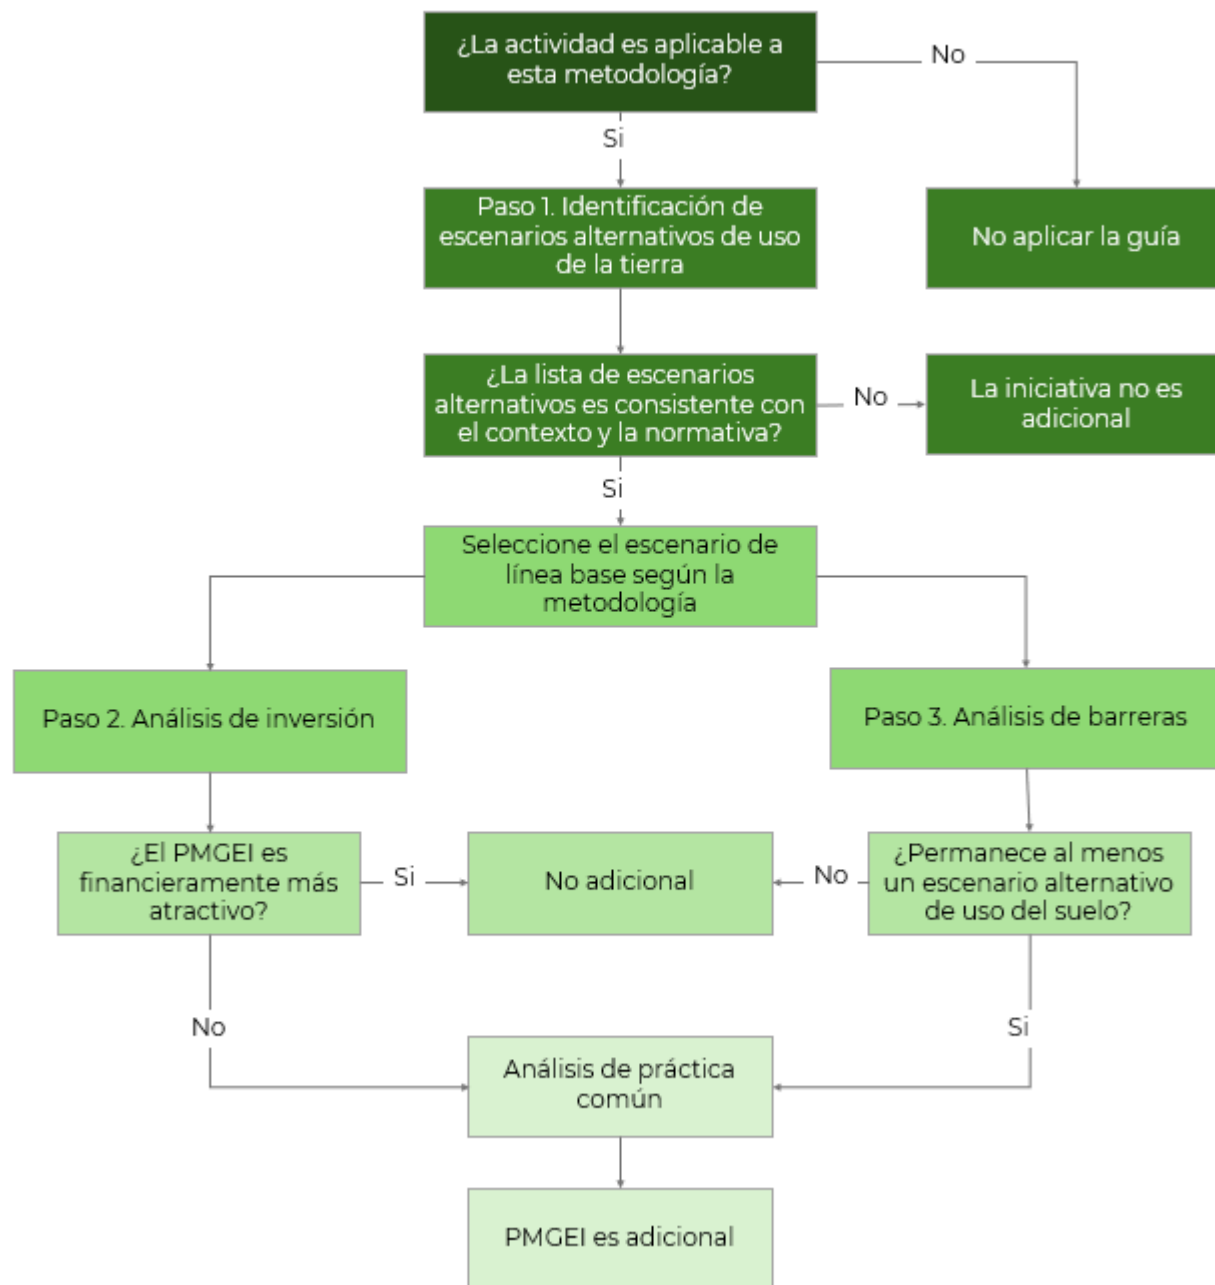 ¿La actividad es aplicable a
esta metodología?
No
Si
Paso 1. Identificación de
escenarios alternativos de uso
de la tierra
No aplicar la guía
¿La lista de escenarios
alternativos es consistente con
el contexto y la normativa?
No
La iniciativa no es
adicional
Si
Seleccione el escenario de
línea base según la
metodología
Paso 2. Análisis de inversión
Paso 3. Análisis de barreras
¿El PMGEI es
financieramente más
atractivo?
Si
No adicional
No
¿Permanece al menos
un escenario alternativo
de uso del suelo?
No
Si
Análisis de práctica
común
PMGEI es adicional